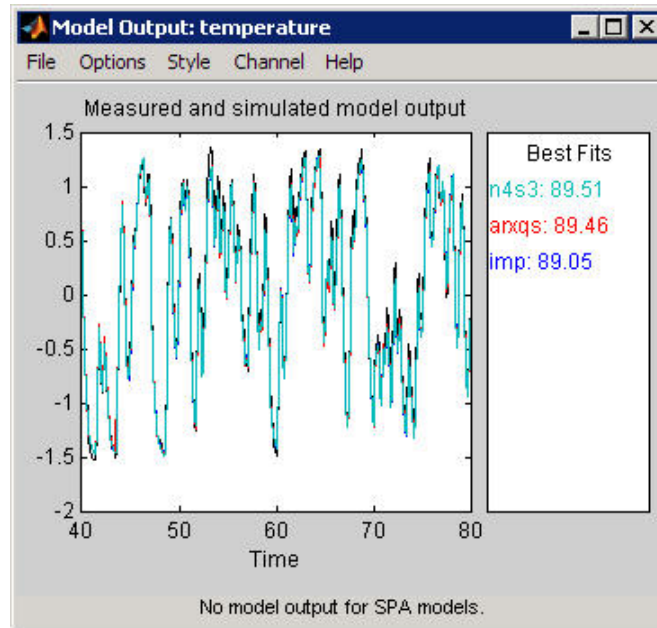 Model Output: temperature
File Options Style Channel Help
Measured and simulated model output
1.5
1
0.5
0
-0.5
-1
-1.5
-2
40 50 60 70 80
Time
Best Fits
n4s3: 89.51
arxqs: 89.46
imp: 89.05
No model output for SPA models.